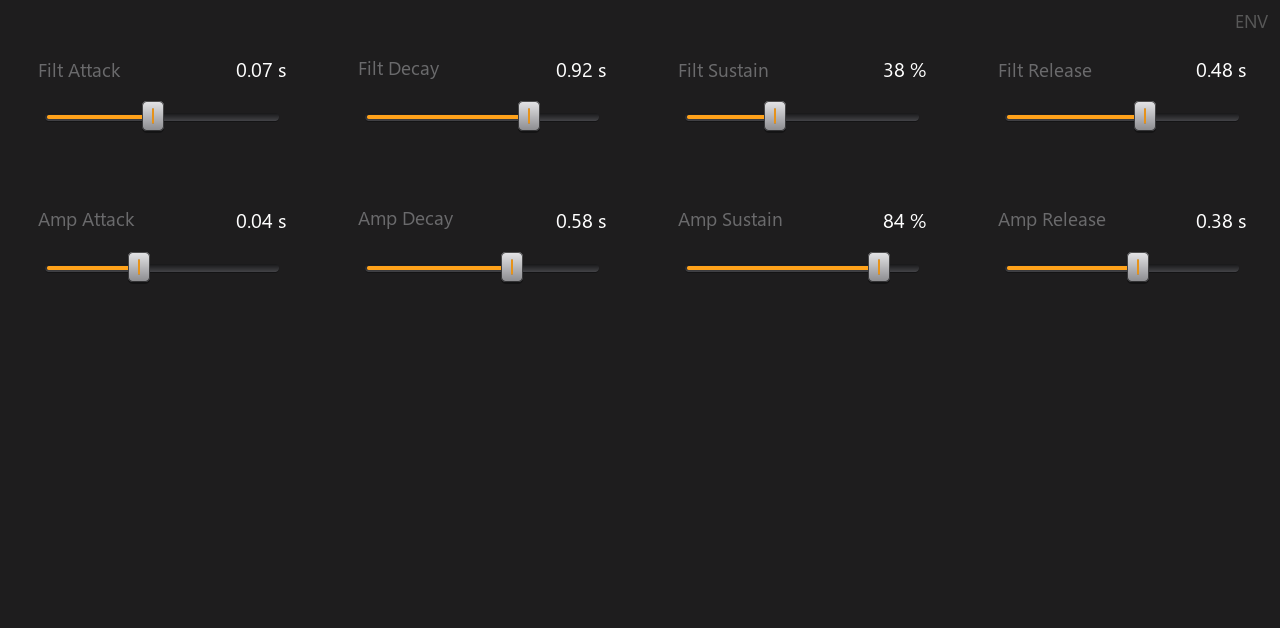 ENV
Filt Attack 0.07 s Filt Decay 0.92 s Filt Sustain 38 % Filt Release 0.48 s
Amp Attack 0.04 s Amp Decay 0.58 s Amp Sustain 84 % Amp Release 0.38 s